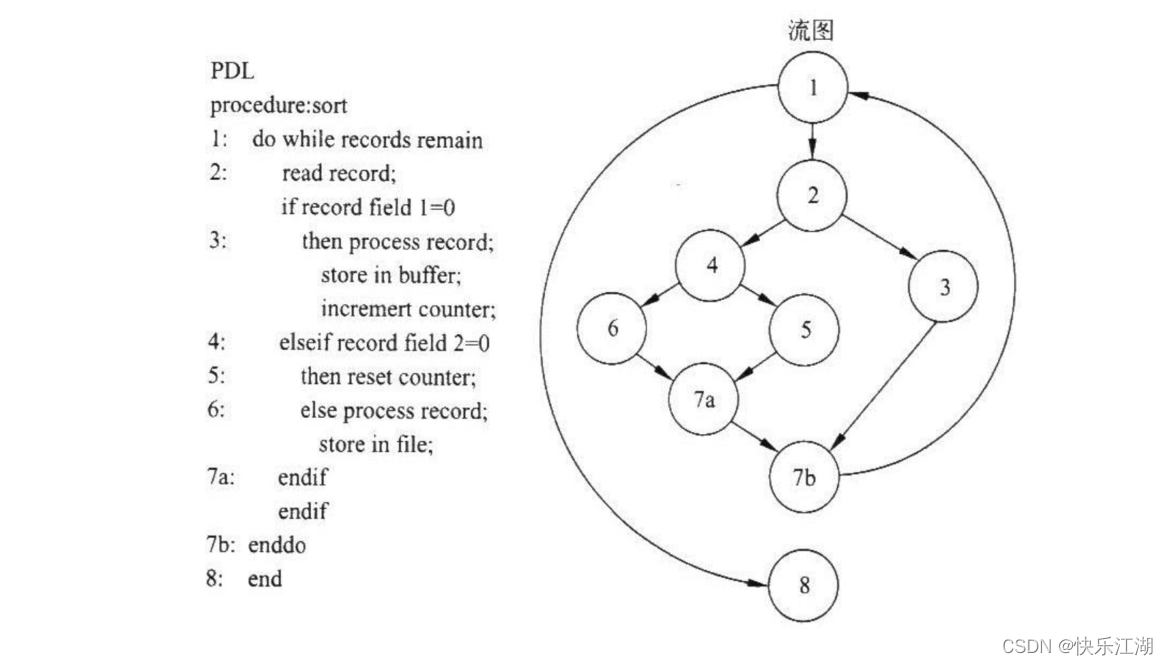 PDL
procedure:sort
1: do while records remain
2: read record;
if record field 1=0
3: then process record;
store in buffer;
incremert counter;
4: elseif record field 2=0
5: then reset counter;
6: else process record;
store in file;
7a: endif
endif
7b: enddo
8: end
流图
1
2
4
3
6
5
7a
7b
8
CSDN @快乐江湖